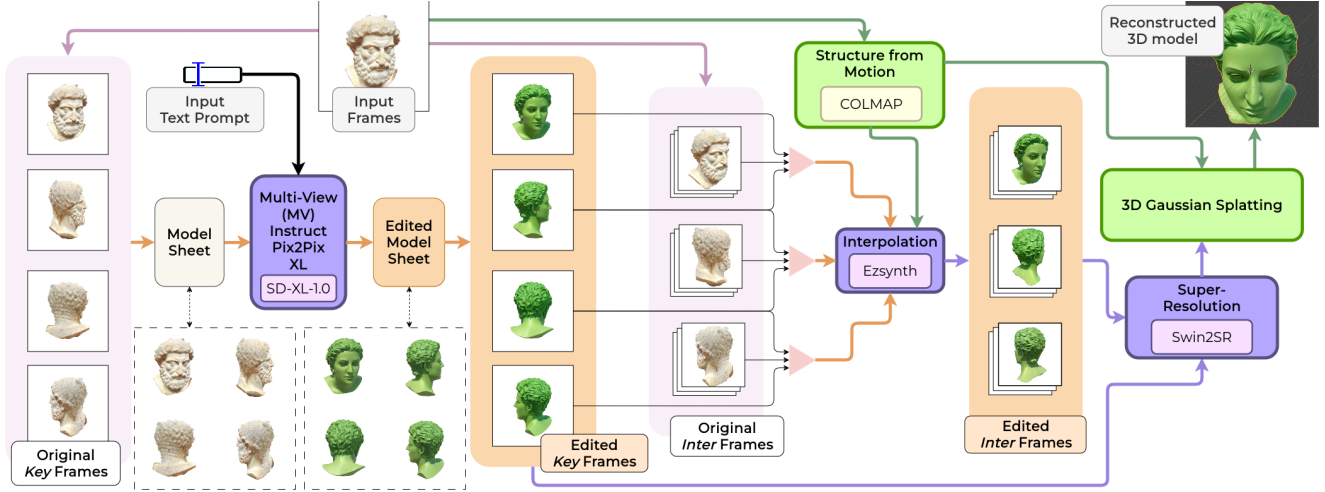 Input
Text Prompt
Input
Frames
Structure from
Motion
COLMAP
Reconstructed
3D model
Model
Sheet
Multi-View
(MV)
Instruct
Pix2Pix
XL
SD-XL-1.0
Edited
Model
Sheet
Interpolation
Ezsynth
3D Gaussian Splatting
Super-
Resolution
Swin2SR
Original
Key Frames
Edited
Key Frames
Original
Inter Frames
Edited
Inter Frames